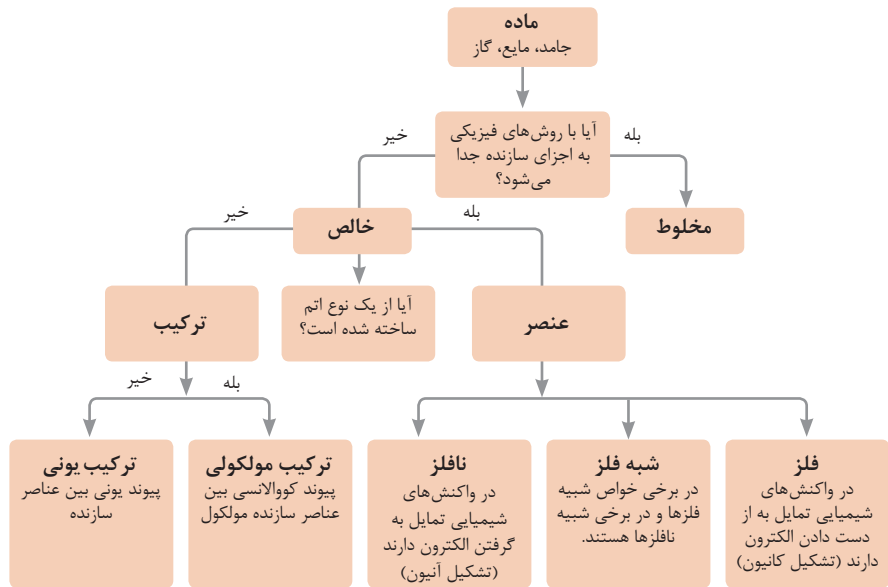 ماده
جامد، مایع، گاز
آیا با روش‌های فیزیکی
به اجزای سازنده جدا
می‌شود؟
بله
خیر
مخلوط
خالص
بله
خیر
آیا از یک نوع اتم
ساخته شده است؟
عنصر
ترکیب
بله
خیر
فلز
در واکنش‌های
شیمیایی تمایل به از
دست دادن الکترون
دارند (تشکیل کاتیون)
شبه فلز
در برخی خواص شبیه
فلزها و در برخی شبیه
نافلزها هستند.
نافلز
در واکنش‌های
شیمیایی تمایل به
گرفتن الکترون دارند
(تشکیل آنیون)
ترکیب مولکولی
پیوند کووالانسی بین
عناصر سازنده مولکول
ترکیب یونی
پیوند یونی بین عناصر
سازنده